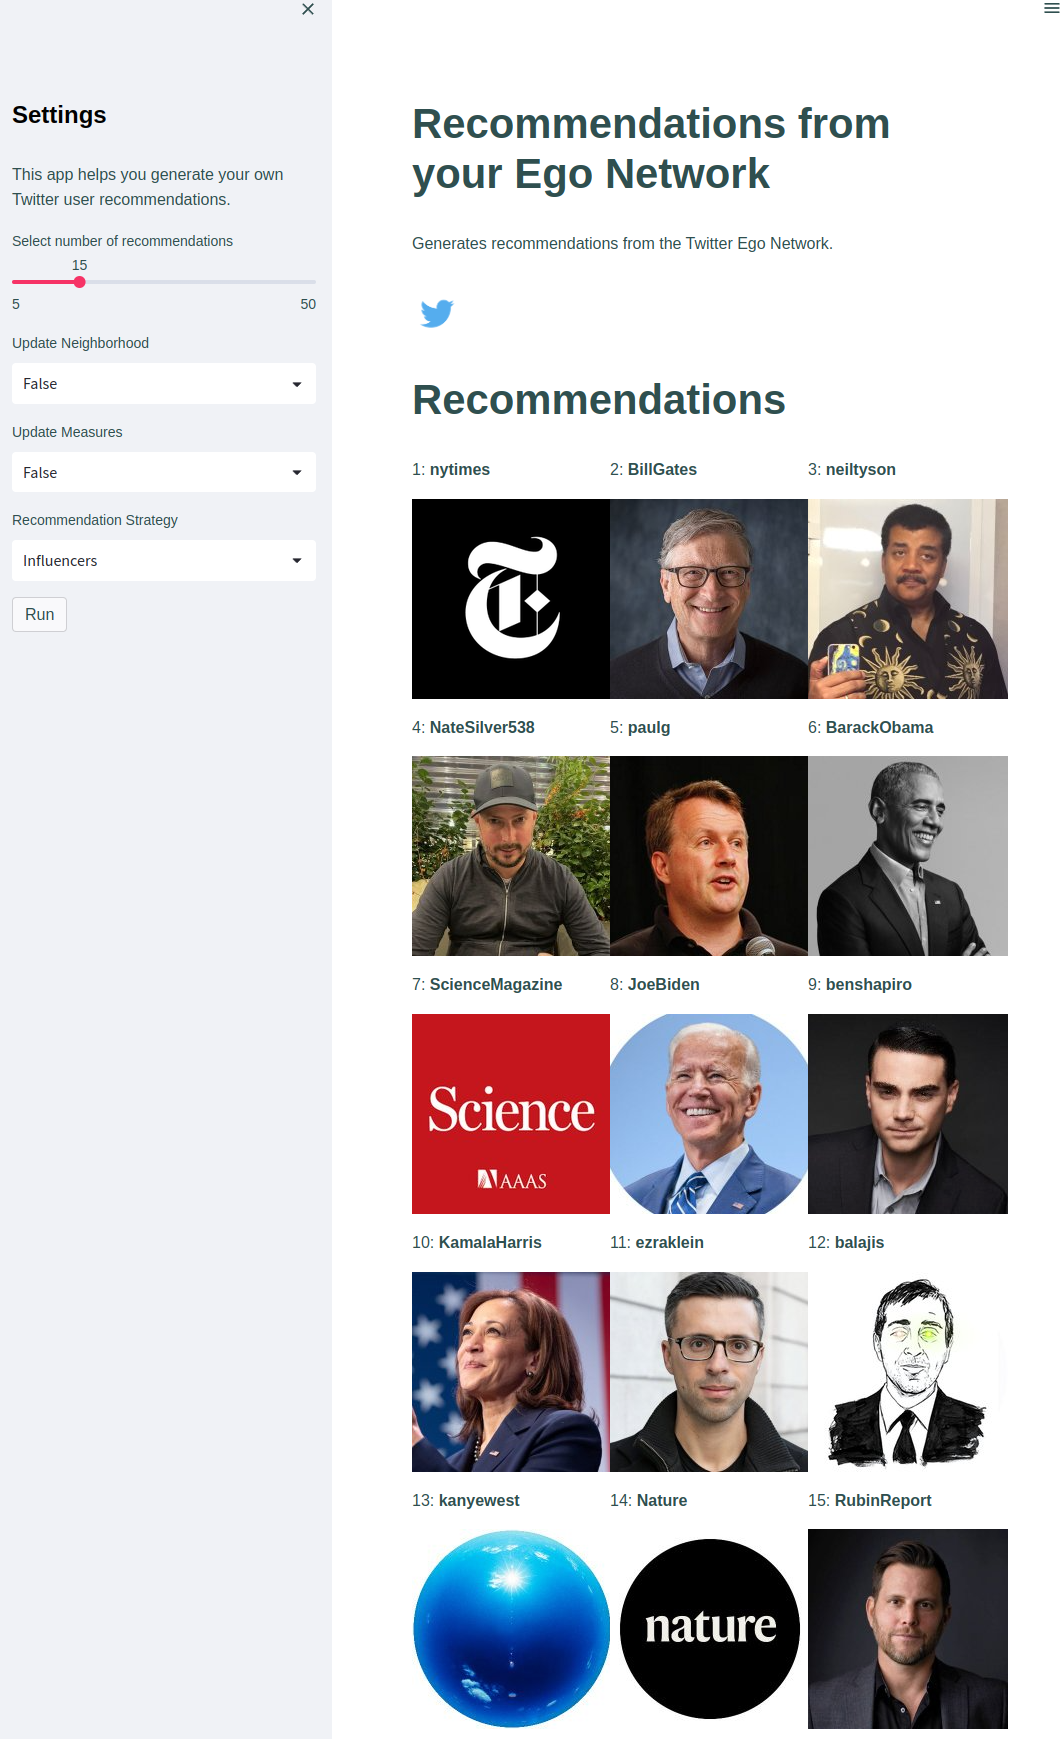 Settings
This app helps you generate your own
Twitter user recommendations.
Select number of recommendations
15
5 50
Update Neighborhood
False
Update Measures
False
Recommendation Strategy
Influencers
Run
Recommendations from
your Ego Network
Generates recommendations from the Twitter Ego Network.
Recommendations
1: nytimes 2: BillGates 3: neiltyson
T
4: NateSilver538 5: paulg 6: BarackObama
7: ScienceMagazine 8: JoeBiden 9: benshapiro
Science
AAAS
10: KamalaHarris 11: ezraklein 12: balajis
13: kanyewest 14: Nature 15: RubinReport
nature